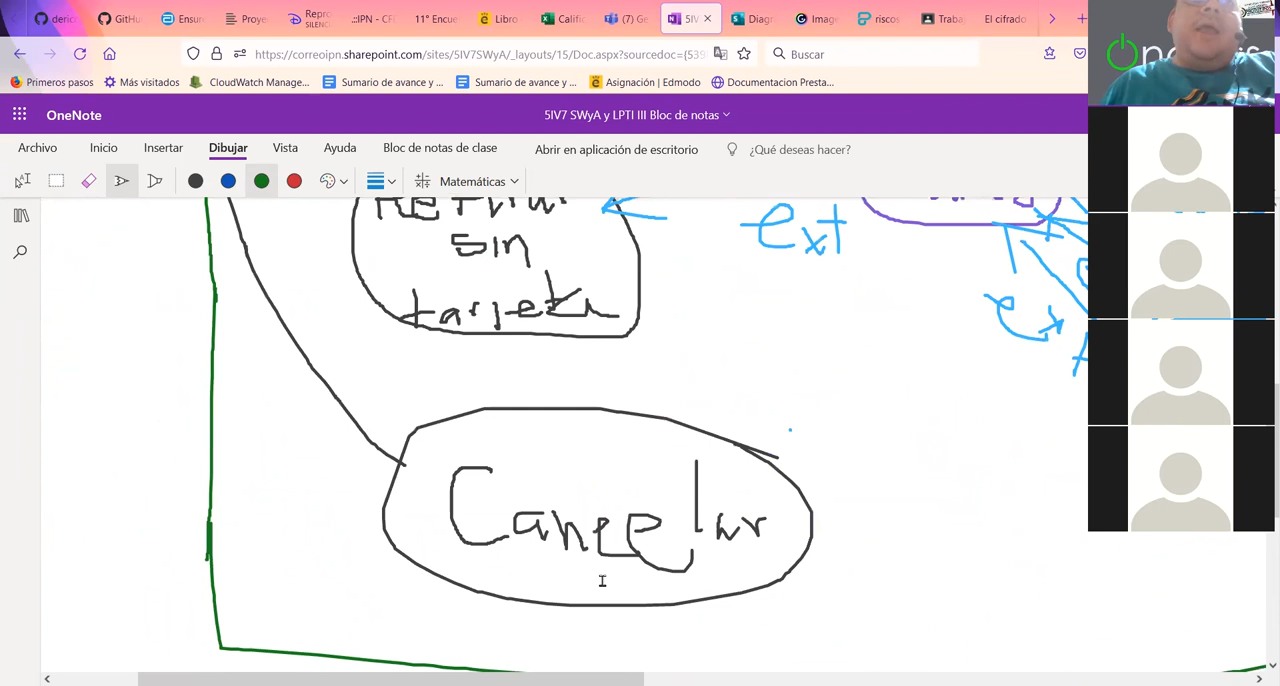 deric
GitHu
Ensure
Proye
Repro
SILENC
.::IPN - CF
11° Encue
Libro
Calific
(7) Ge
5IV
Diagr
Image
riscos
Traba
El cifrado
https://correoipn.sharepoint.com/sites/5IV7SWyA/_layouts/15/Doc.aspx?sourcedoc={539
Buscar
Primeros pasos
Más visitados
CloudWatch Manage...
Sumario de avance y ...
Sumario de avance y ...
Asignación | Edmodo
Documentacion Presta...
OneNote
5IV7 SWyA y LPTI III Bloc de notas
Archivo
Inicio
Insertar
Dibujar
Vista
Ayuda
Bloc de notas de clase
Abrir en aplicación de escritorio
¿Qué deseas hacer?
Matemáticas
Retirar
sin
tarjeta
ext
Cancelar